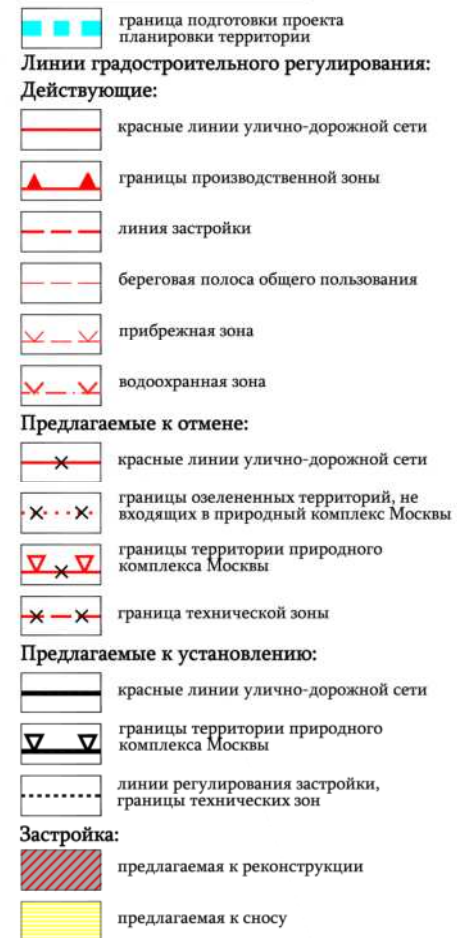 граница подготовки проекта
планировки территории
Линии градостроительного регулирования:
Действующие:
красные линии улично-дорожной сети
границы производственной зоны
линия застройки
береговая полоса общего пользования
прибрежная зона
водоохранная зона
Предлагаемые к отмене:
красные линии улично-дорожной сети
границы озелененных территорий, не
входящих в природный комплекс Москвы
границы территории природного
комплекса Москвы
граница технической зоны
Предлагаемые к установлению:
красные линии улично-дорожной сети
границы территории природного
комплекса Москвы
линии регулирования застройки,
границы технических зон
Застройка:
предлагаемая к реконструкции
предлагаемая к сносу